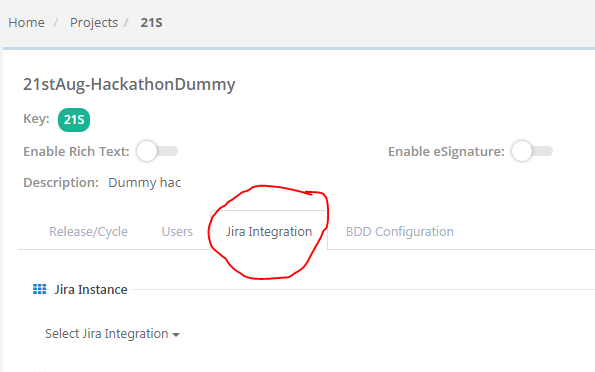 Home / Projects / 21S
21stAug-HackathonDummy
Key: 21S
Enable Rich Text: Enable eSignature:
Description: Dummy hac
Release/Cycle Users Jira Integration BDD Configuration
Jira Instance
Select Jira Integration